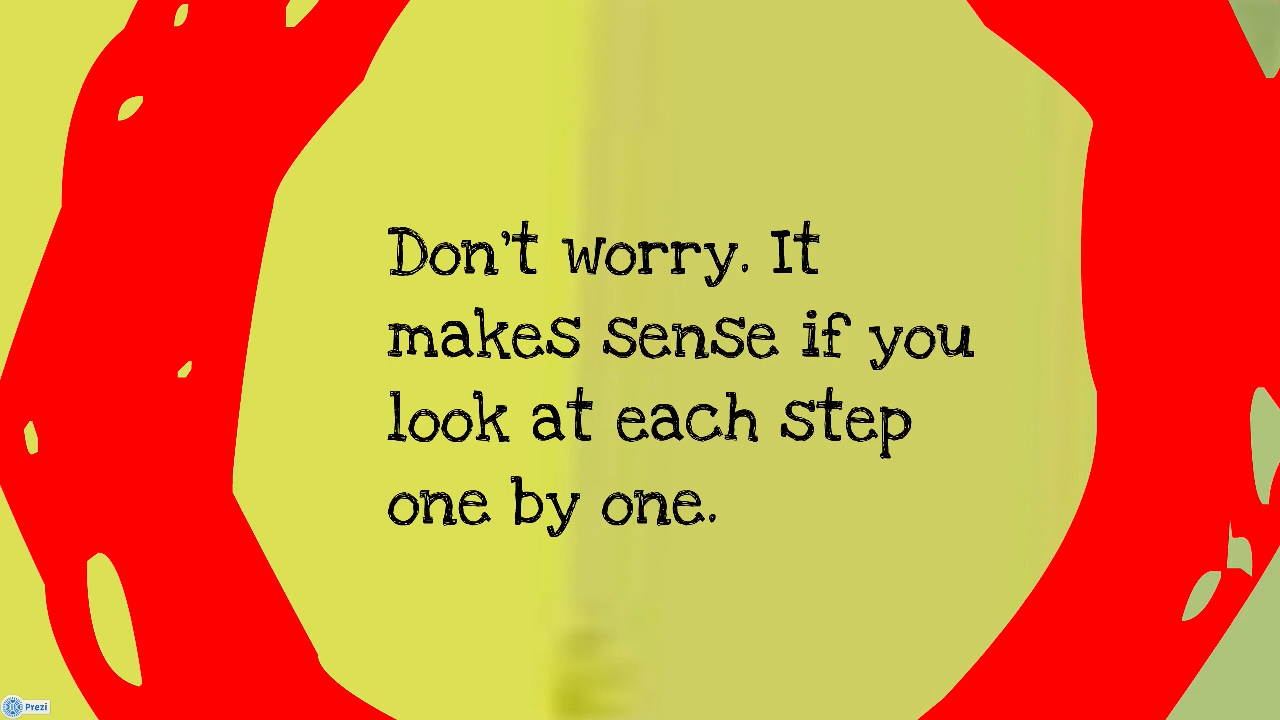 Don't worry. It
makes sense if you
look at each step
one by one.
Prezi